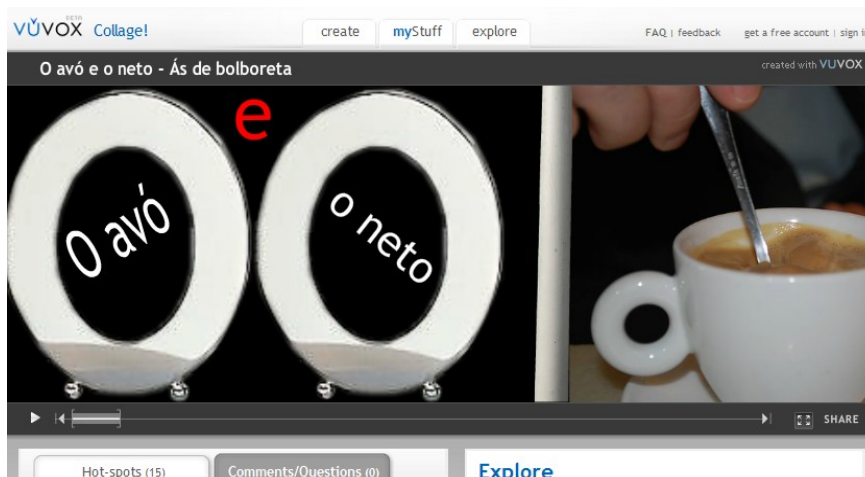 VŬVOX BETA Collage!
create
myStuff
explore
FAQ | feedback
get a free account | sign i
O avó e o neto - Ás de bolboreta
created with VUVOX
e
O avó
o neto
SHARE
Hot-spots (15)
Comments/Questions (0)
Explore